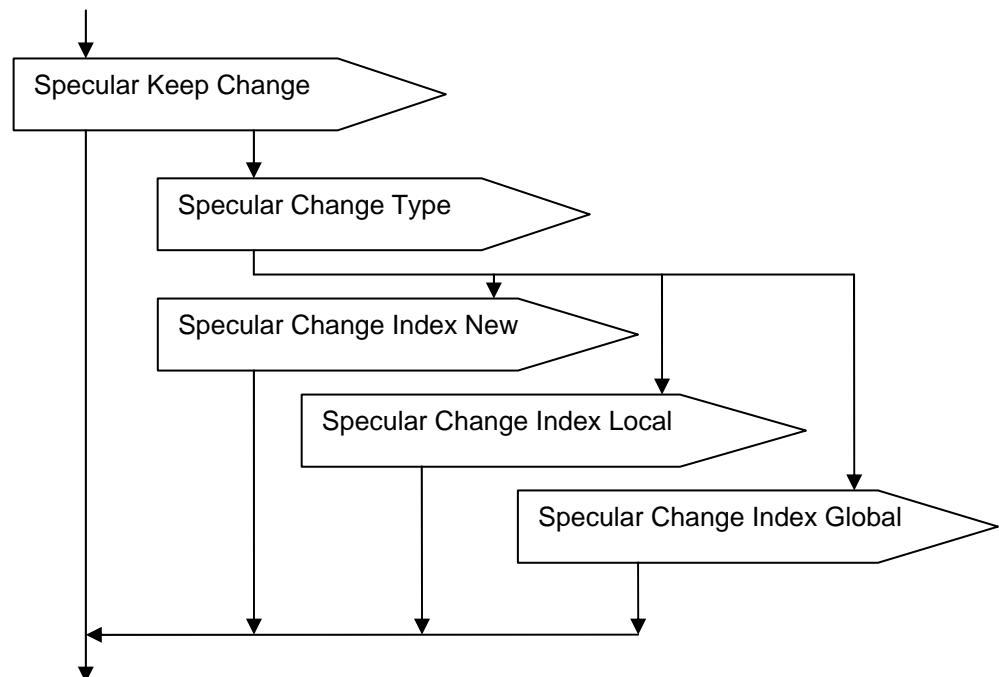 Specular Keep Change
Specular Change Type
Specular Change Index New
Specular Change Index Local
Specular Change Index Global